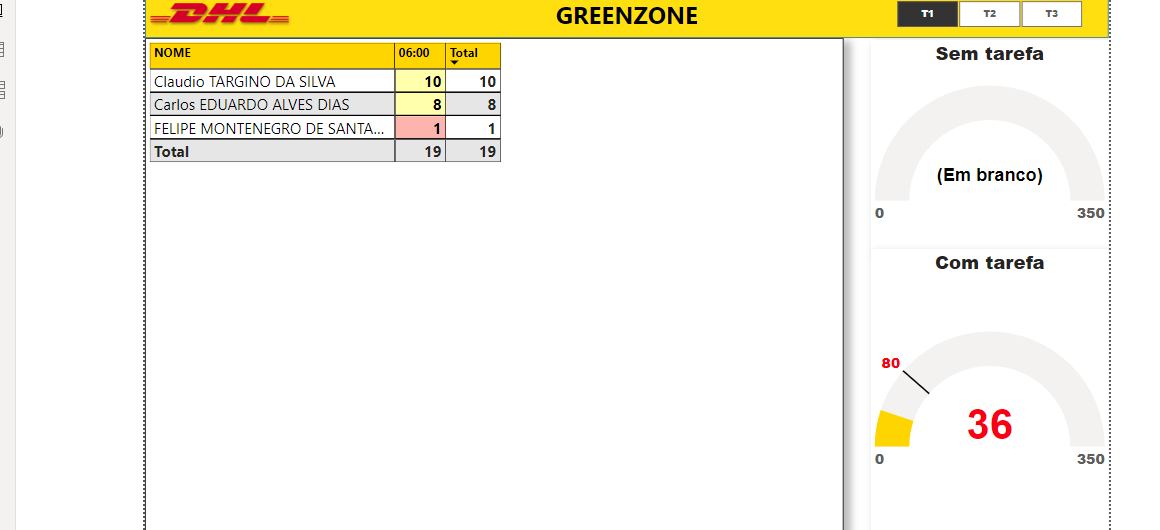 DHL
GREENZONE
T1 T2 T3
NOME 06:00 Total
Claudio TARGINO DA SILVA 10 10
Carlos EDUARDO ALVES DIAS 8 8
FELIPE MONTENEGRO DE SANTA... 1 1
Total 19 19
Sem tarefa
(Em branco)
0 350
Com tarefa
80
36
0 350